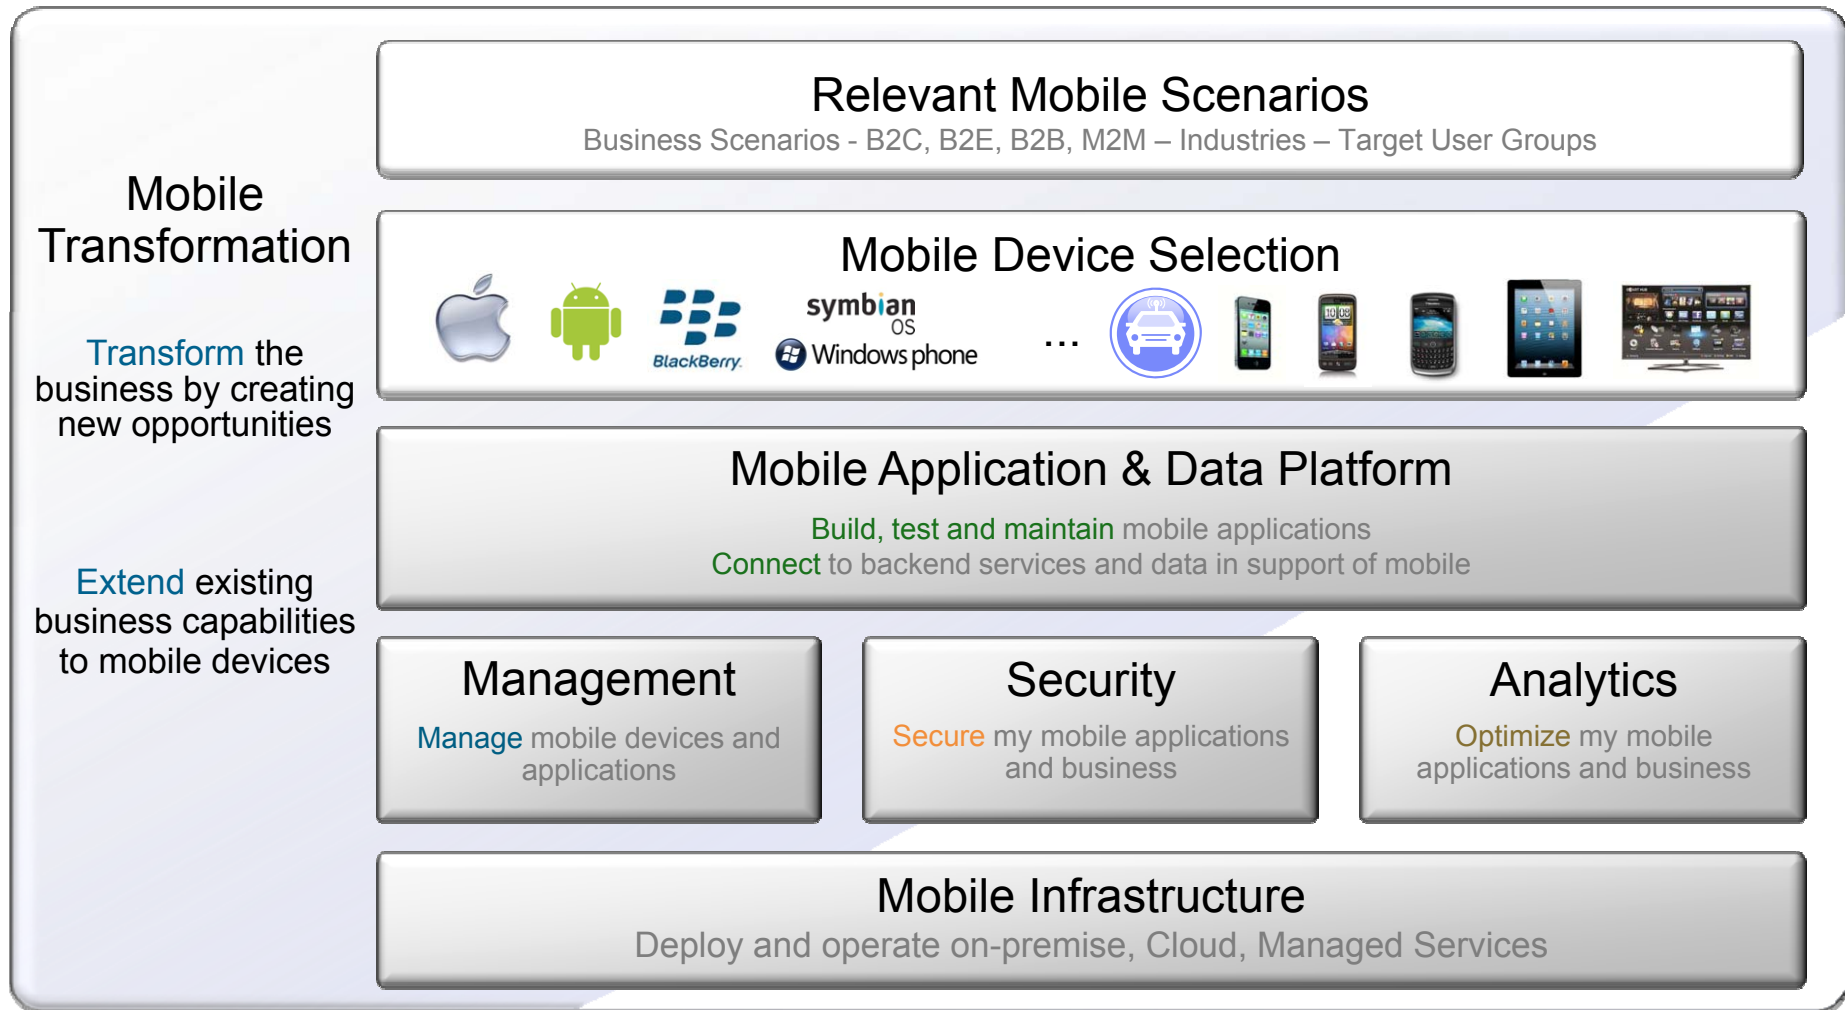 Mobile
Transformation
Transform the
business by creating
new opportunities
Extend existing
business capabilities
to mobile devices
Relevant Mobile Scenarios
Business Scenarios - B2C, B2E, B2B, M2M – Industries – Target User Groups
Mobile Device Selection
BlackBerry.
symbian
OS
Windows phone
...
10:08
Mobile Application & Data Platform
Build, test and maintain mobile applications
Connect to backend services and data in support of mobile
Management
Manage mobile devices and
applications
Security
Secure my mobile applications
and business
Analytics
Optimize my mobile
applications and business
Mobile Infrastructure
Deploy and operate on-premise, Cloud, Managed Services